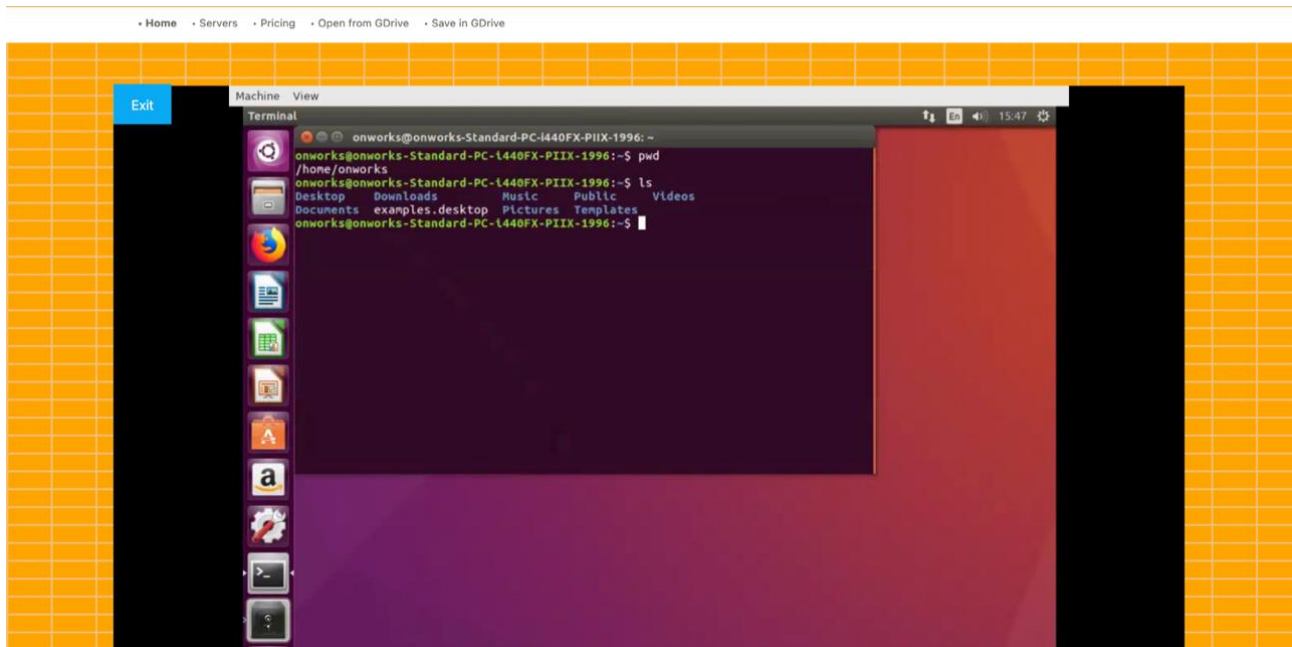 • Home • Servers • Pricing • Open from GDrive • Save in GDrive
Exit
Machine View
Terminal En 15:47
onworks@onworks-Standard-PC-i440FX-PIIX-1996: ~
onworks@onworks-Standard-PC-i440FX-PIIX-1996:~$ pwd
/home/onworks
onworks@onworks-Standard-PC-i440FX-PIIX-1996:~$ ls
Desktop Downloads Music Public Videos
Documents examples.desktop Pictures Templates
onworks@onworks-Standard-PC-i440FX-PIIX-1996:~$